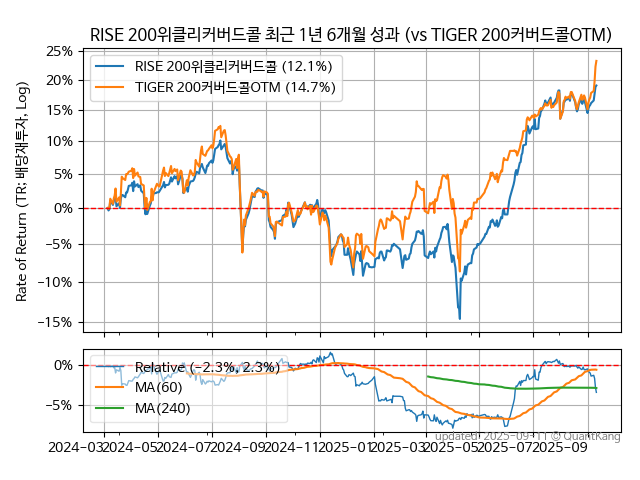 RISE 200위클리커버드콜 최근 1년 6개월 성과 (vs TIGER 200커버드콜OTM)
Rate of Return (TR: 배당재투자, Log)
25%
20%
15%
10%
5%
0%
−5%
−10%
−15%
RISE 200위클리커버드콜 (12.1%)
TIGER 200커버드콜OTM (14.7%)
0%
−5%
Relative (−2.3%, 2.3%)
MA(60)
MA(240)
2024−03 2024−05 2024−07 2024−09 2024−11 2025−01 2025−03 2025−05 2025−07 2025−09
updated: 2025−09−11 © QuantKang